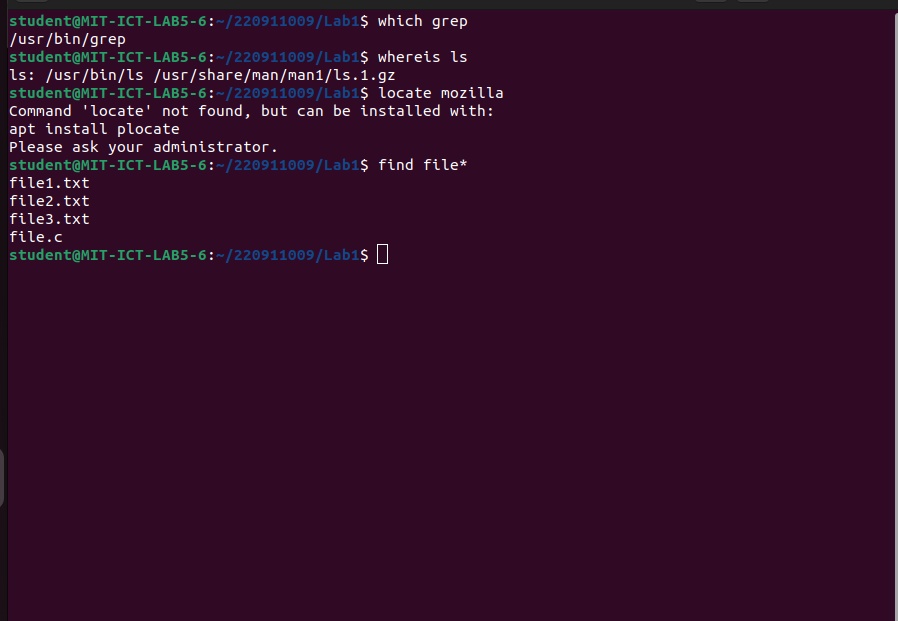 student@MIT-ICT-LAB5-6:~/220911009/Lab1$ which grep
/usr/bin/grep
student@MIT-ICT-LAB5-6:~/220911009/Lab1$ whereis ls
ls: /usr/bin/ls /usr/share/man/man1/ls.1.gz
student@MIT-ICT-LAB5-6:~/220911009/Lab1$ locate mozilla
Command 'locate' not found, but can be installed with:
apt install plocate
Please ask your administrator.
student@MIT-ICT-LAB5-6:~/220911009/Lab1$ find file*
file1.txt
file2.txt
file3.txt
file.c
student@MIT-ICT-LAB5-6:~/220911009/Lab1$